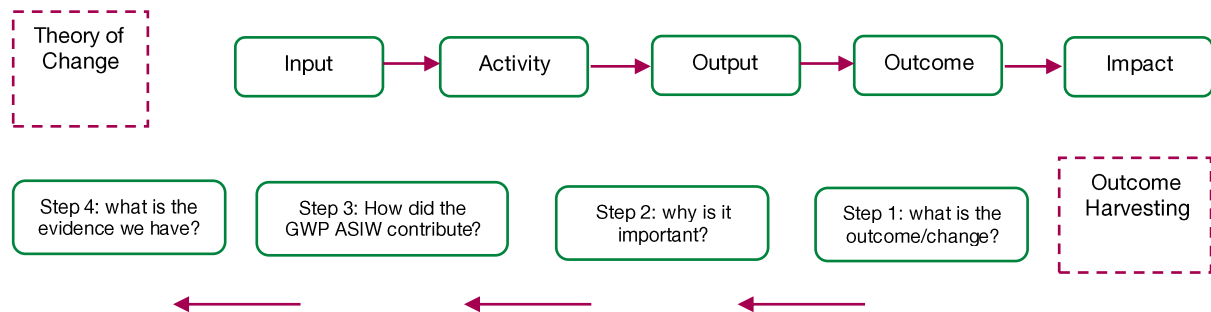 Theory of
Change
Input
Activity
Output
Outcome
Impact
Step 4: what is the
evidence we have?
Step 3: How did the
GWP ASIW contribute?
Step 2: why is it
important?
Step 1: what is the
outcome/change?
Outcome
Harvesting